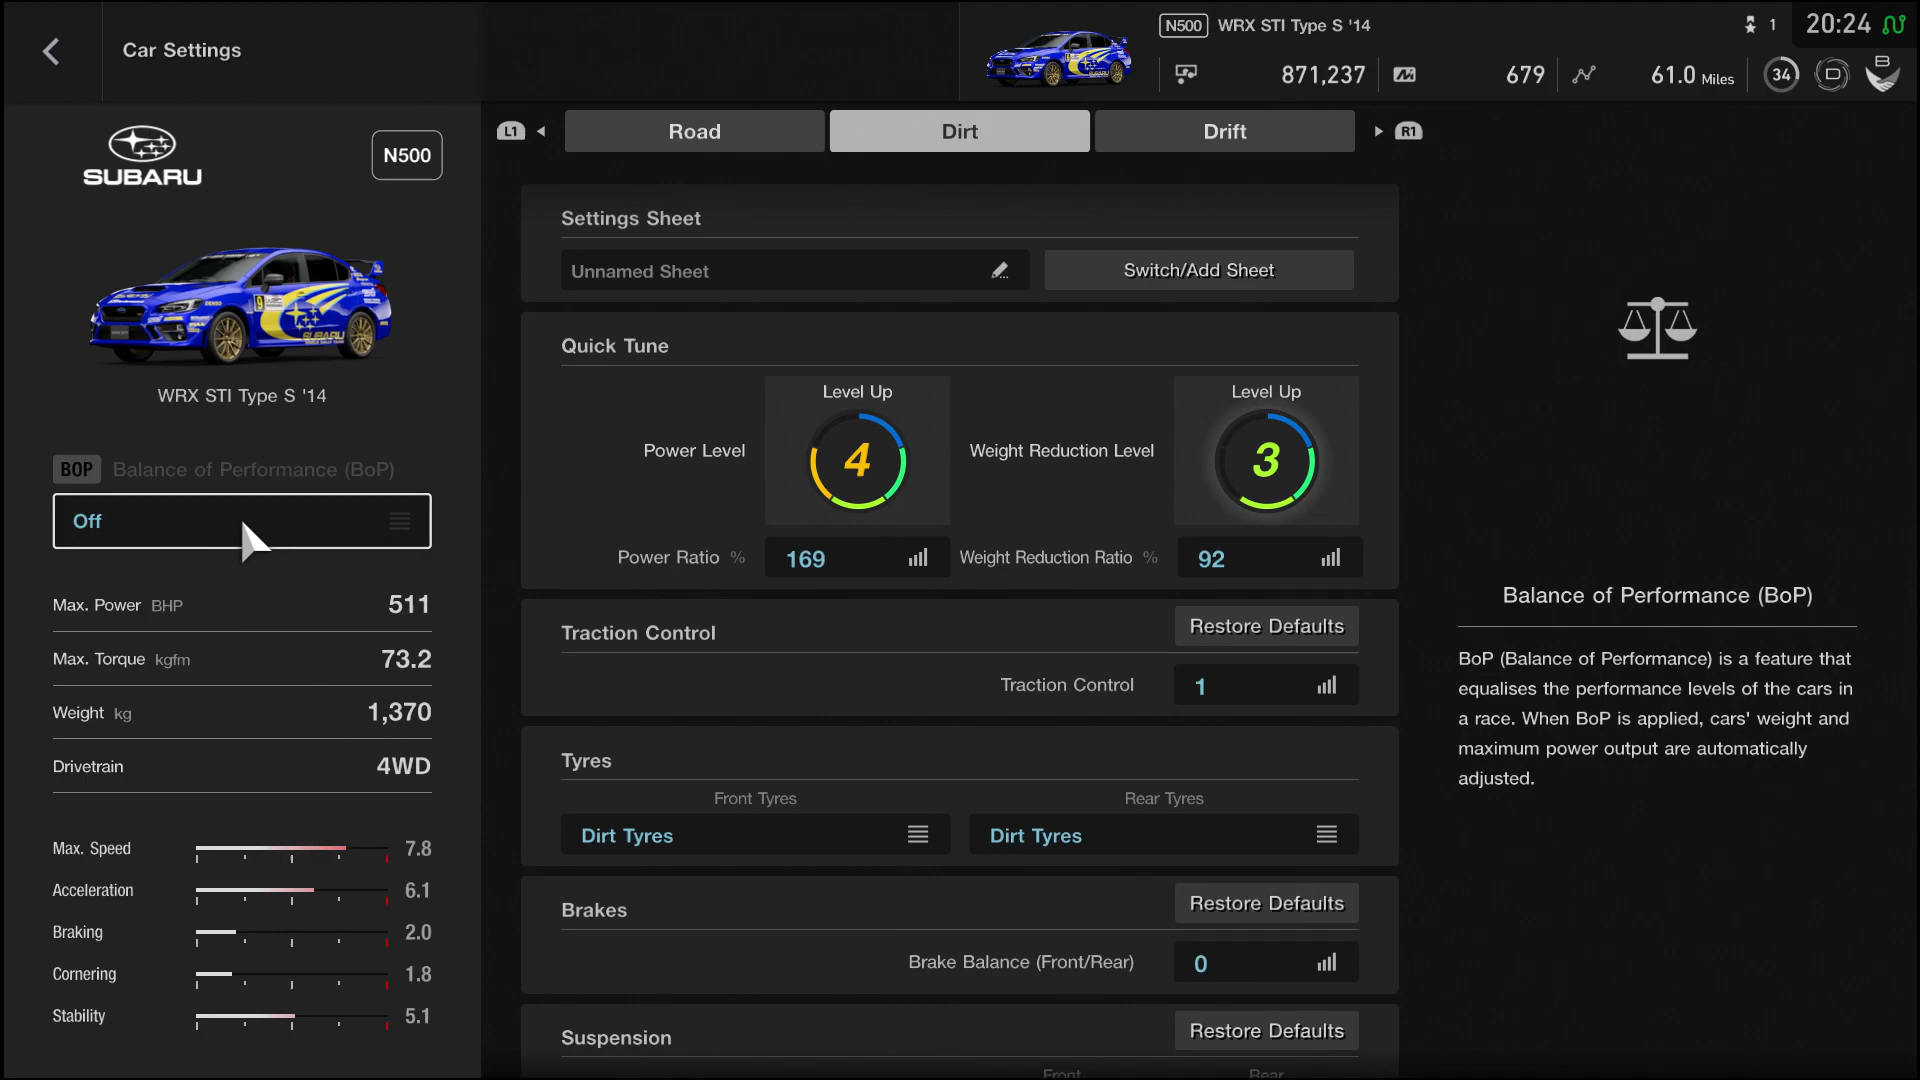 Car Settings
N500 WRX STI Type S '14
1 20:24
871,237 679 61.0 Miles 34 D B
SUBARU N500
WRX STI Type S '14
BOP Balance of Performance (BoP)
Off
Max. Power BHP 511
Max. Torque kgfm 73.2
Weight kg 1,370
Drivetrain 4WD
Max. Speed 7.8
Acceleration 6.1
Braking 2.0
Cornering 1.8
Stability 5.1
L1 Road Dirt Drift R1
Settings Sheet
Unnamed Sheet Switch/Add Sheet
Quick Tune
Level Up Level Up
Power Level 4 Weight Reduction Level 3
Power Ratio % 169 Weight Reduction Ratio % 92
Traction Control Restore Defaults
Traction Control 1
Tyres
Front Tyres Rear Tyres
Dirt Tyres Dirt Tyres
Brakes Restore Defaults
Brake Balance (Front/Rear) 0
Suspension Restore Defaults
Front Rear
Balance of Performance (BoP)
BoP (Balance of Performance) is a feature that
equalises the performance levels of the cars in
a race. When BoP is applied, cars' weight and
maximum power output are automatically
adjusted.